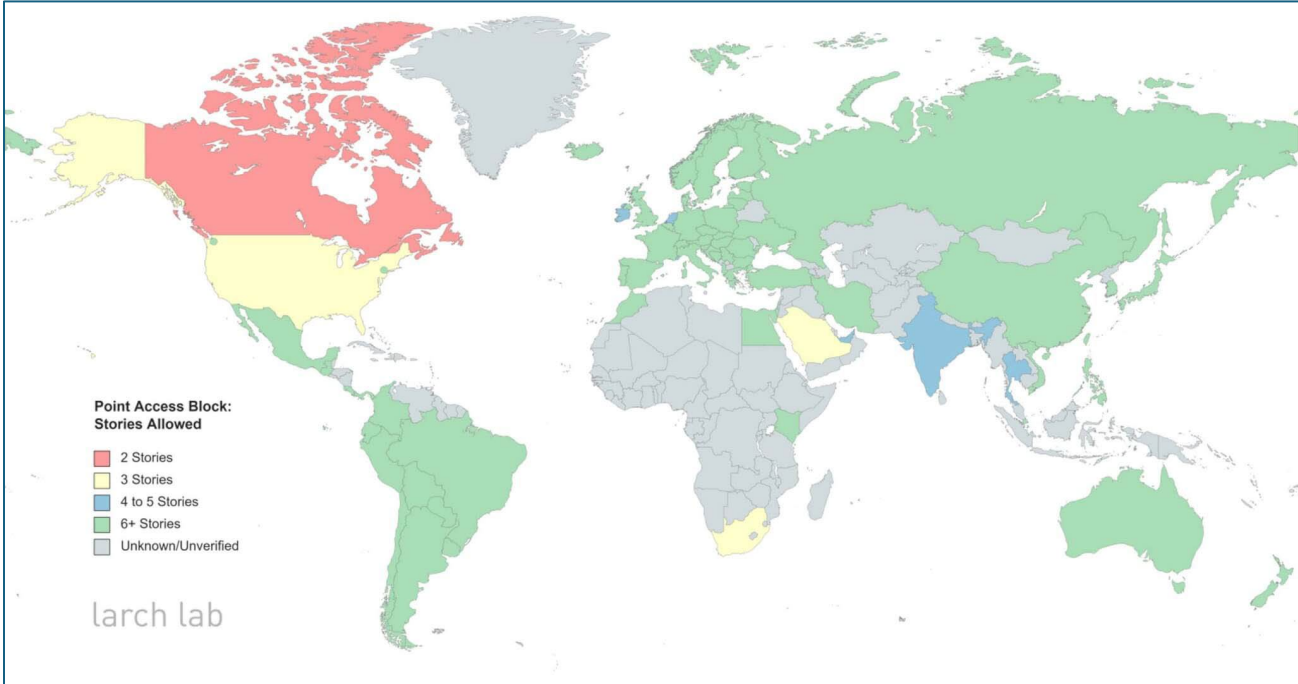 Point Access Block:
Stories Allowed
2 Stories
3 Stories
4 to 5 Stories
6+ Stories
Unknown/Unverified
larch lab